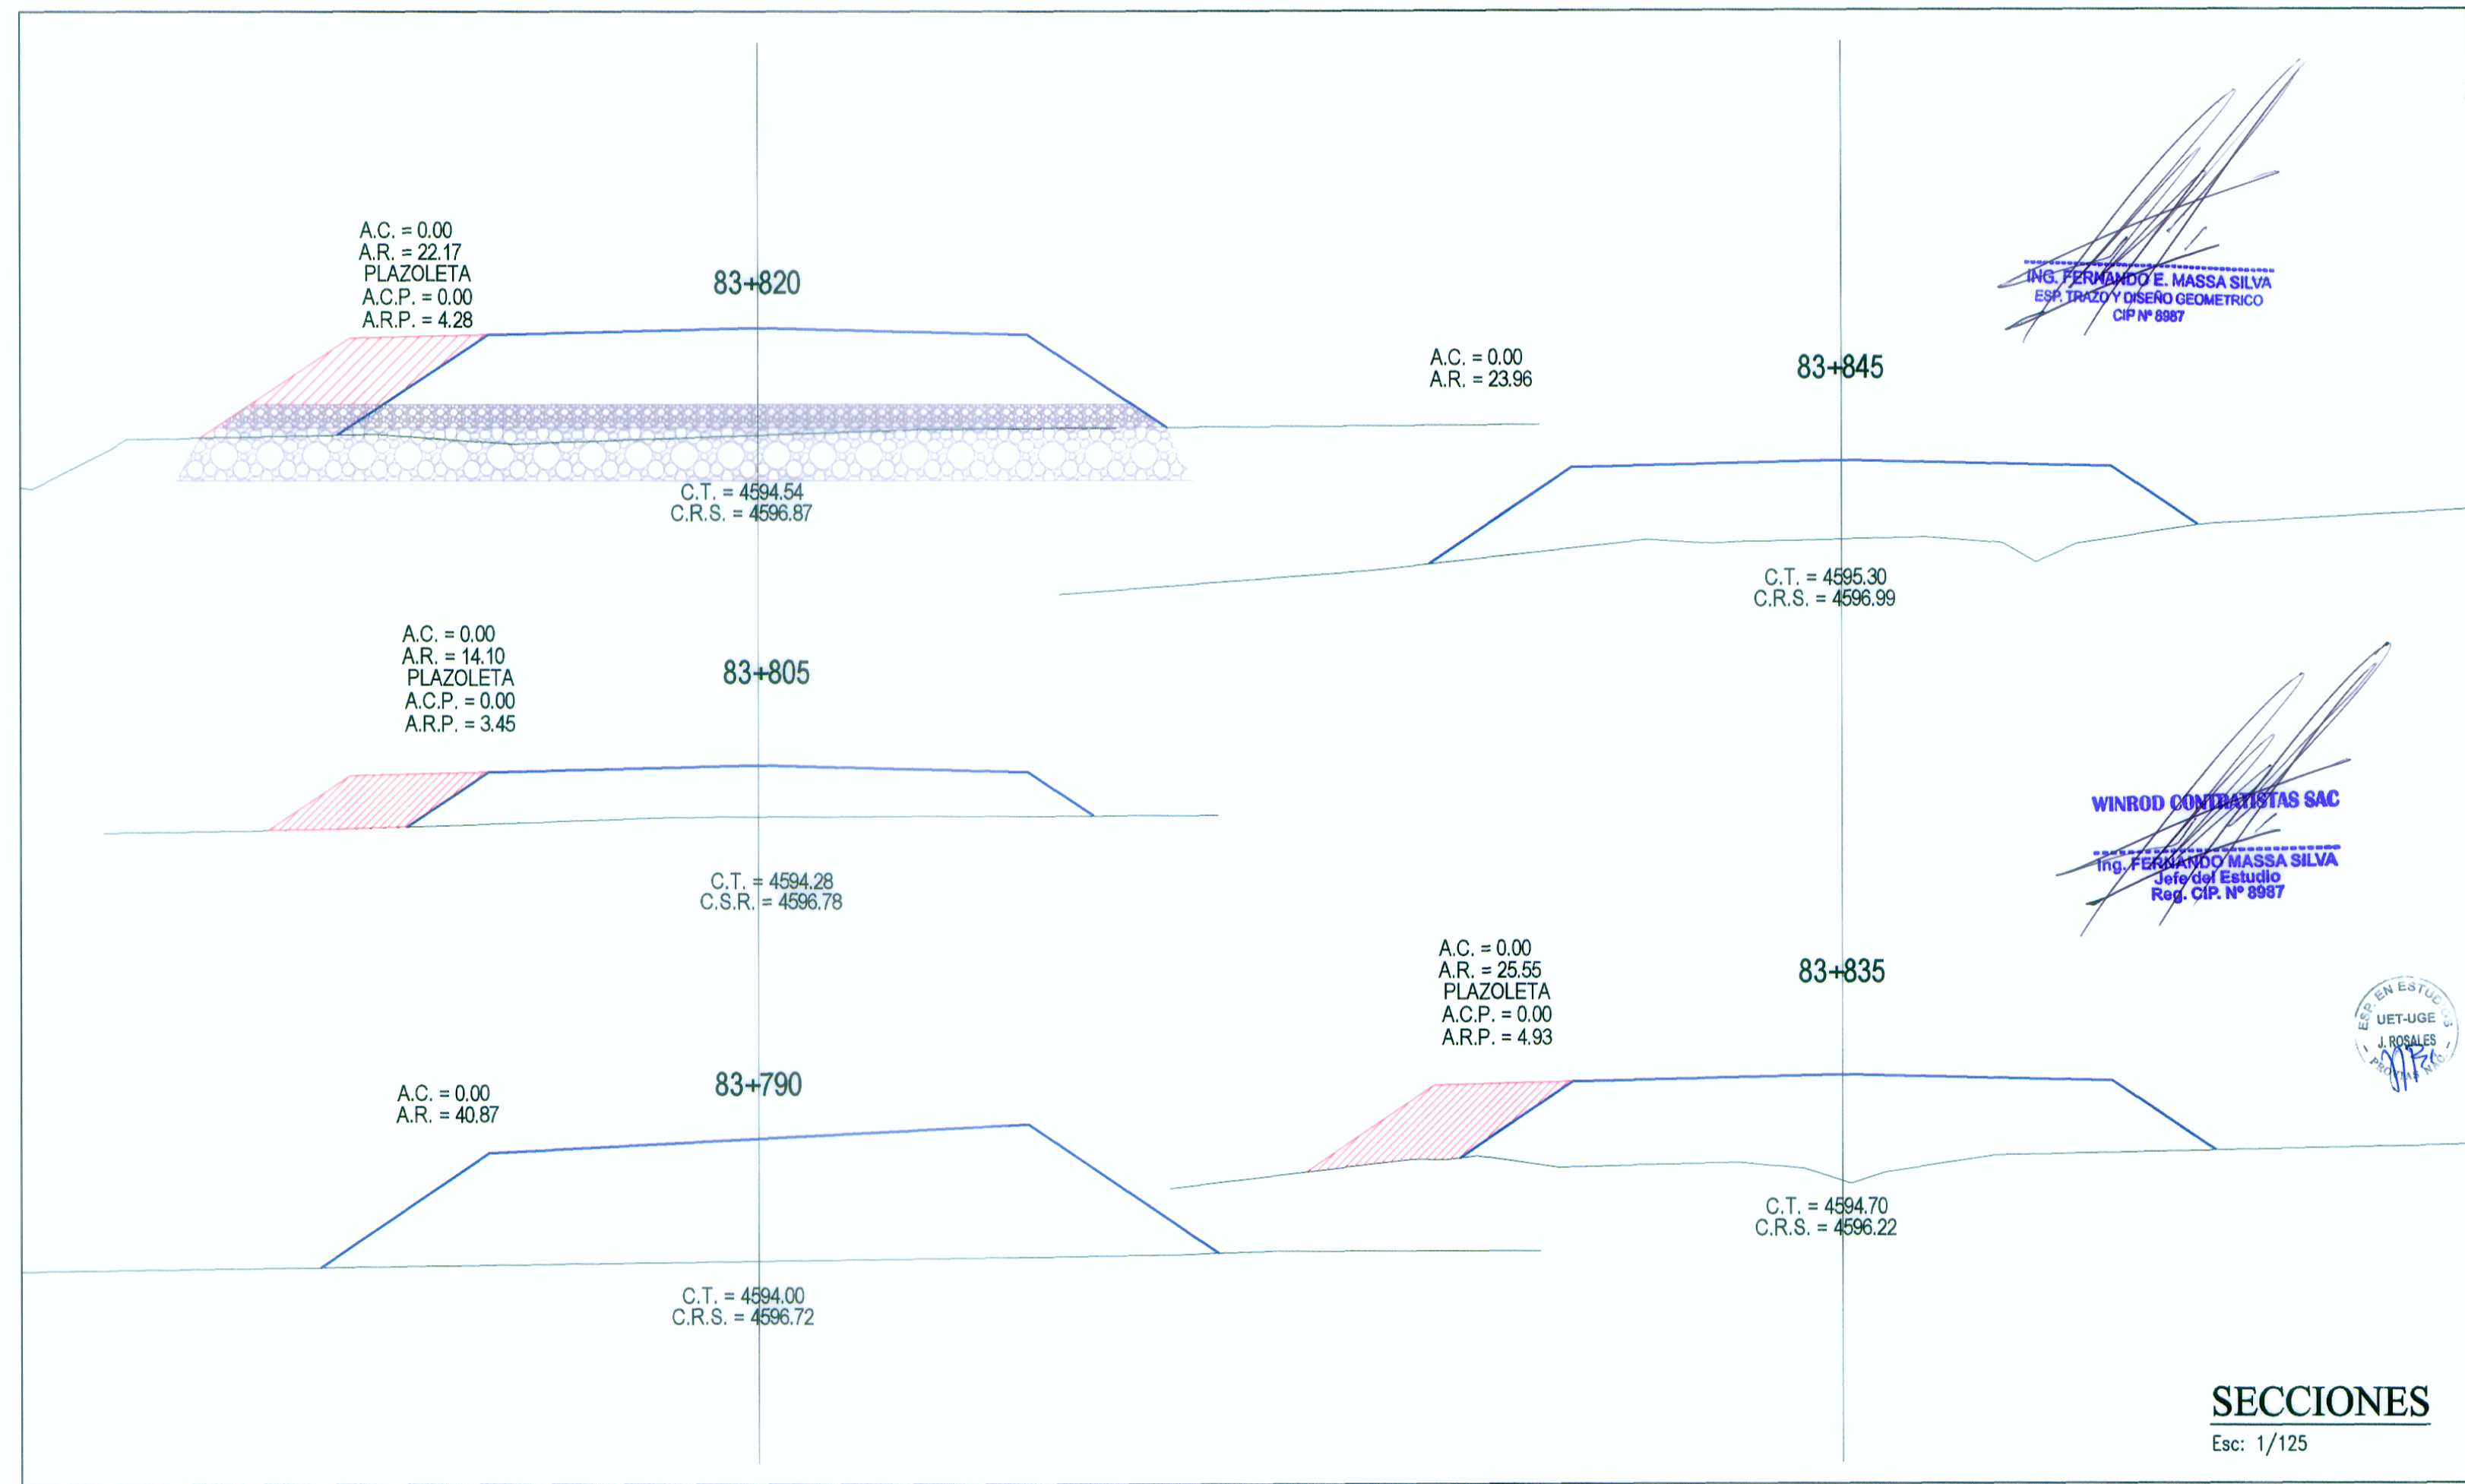 A.C. = 0.00
A.R. = 22.17
PLAZOLETA
A.C.P. = 0.00
A.R.P. = 4.28
83+820
C.T. = 4594.54
C.R.S. = 4596.87
A.C. = 0.00
A.R. = 14.10
PLAZOLETA
A.C.P. = 0.00
A.R.P. = 3.45
83+805
C.T. = 4594.28
C.S.R. = 4596.78
A.C. = 0.00
A.R. = 40.87
83+790
C.T. = 4594.00
C.R.S. = 4596.72
ING. FERNANDO E. MASSA SILVA
ESP. TRAZO Y DISEÑO GEOMETRICO
CIP Nº 8987
A.C. = 0.00
A.R. = 23.96
83+845
C.T. = 4595.30
C.R.S. = 4596.99
WINROD CONTRATISTAS SAC
Ing. FERNANDO MASSA SILVA
Jefe del Estudio
Reg. CIP. Nº 8987
A.C. = 0.00
A.R. = 25.55
PLAZOLETA
A.C.P. = 0.00
A.R.P. = 4.93
83+835
C.T. = 4594.70
C.R.S. = 4596.22
ESP. EN ESTUDIOS
UET-UGE
J. ROSALES
PROVIAS NAC.
SECCIONES
Esc: 1/125